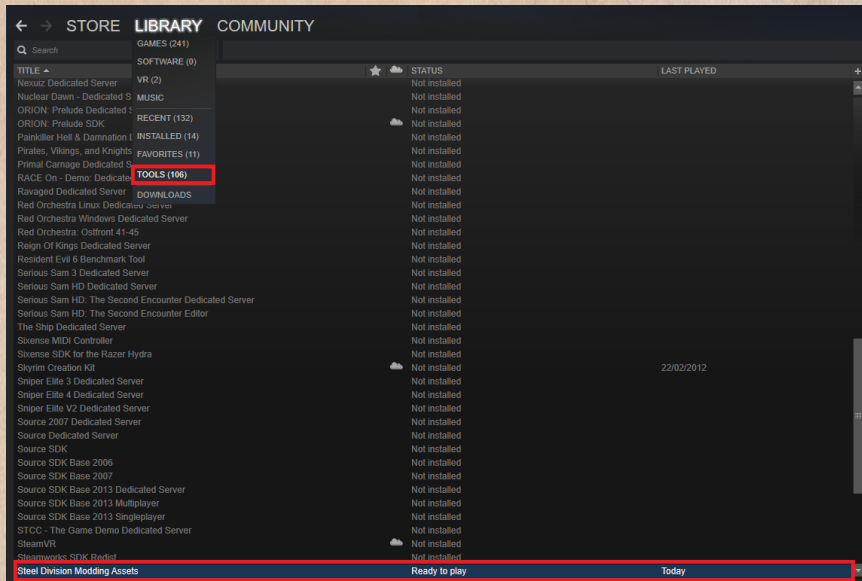 ← → STORE LIBRARY COMMUNITY
Search
GAMES (241)
SOFTWARE (0)
VR (2)
MUSIC
RECENT (132)
INSTALLED (14)
FAVORITES (11)
TOOLS (106)
DOWNLOADS
TITLE STATUS LAST PLAYED +
Nexuiz Dedicated Server Not installed
Nuclear Dawn - Dedicated S Not installed
ORION: Prelude Dedicated S Not installed
ORION: Prelude SDK Not installed
Painkiller Hell & Damnation Not installed
Pirates, Vikings, and Knights Not installed
Primal Carnage Dedicated S Not installed
RACE On - Demo: Dedicate Not installed
Ravaged Dedicated Server Not installed
Red Orchestra Linux Dedicated Server Not installed
Red Orchestra Windows Dedicated Server Not installed
Red Orchestra: Ostfront 41-45 Not installed
Reign Of Kings Dedicated Server Not installed
Resident Evil 6 Benchmark Tool Not installed
Serious Sam 3 Dedicated Server Not installed
Serious Sam HD Dedicated Server Not installed
Serious Sam HD: The Second Encounter Dedicated Server Not installed
Serious Sam HD: The Second Encounter Editor Not installed
The Ship Dedicated Server Not installed
Sixense MIDI Controller Not installed
Sixense SDK for the Razer Hydra Not installed
Skyrim Creation Kit Not installed 22/02/2012
Sniper Elite 3 Dedicated Server Not installed
Sniper Elite 4 Dedicated Server Not installed
Sniper Elite V2 Dedicated Server Not installed
Source 2007 Dedicated Server Not installed
Source Dedicated Server Not installed
Source SDK Not installed
Source SDK Base 2006 Not installed
Source SDK Base 2007 Not installed
Source SDK Base 2013 Dedicated Server Not installed
Source SDK Base 2013 Multiplayer Not installed
Source SDK Base 2013 Singleplayer Not installed
STCC - The Game Demo Dedicated Server Not installed
SteamVR Not installed
Steamworks SDK Redist Not installed
Steel Division Modding Assets Ready to play Today